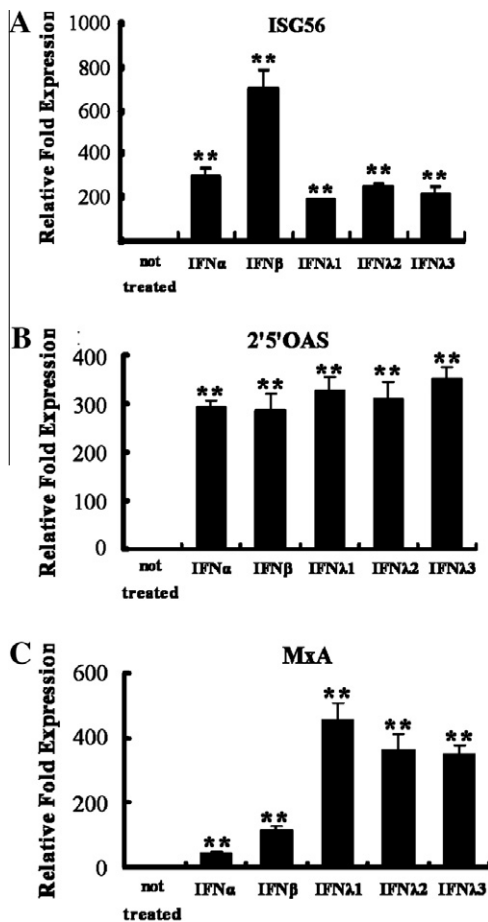 A
ISG56
Relative Fold Expression
1000
800
600
400
200
**
**
**
**
**
not treated
IFNα
IFNβ
IFNλ1
IFNλ2
IFNλ3
B
2'5'OAS
Relative Fold Expression
400
300
200
100
0
**
**
**
**
**
not treated
IFNα
IFNβ
IFNλ1
IFNλ2
IFNλ3
C
MxA
Relative Fold Expression
600
400
200
0
**
**
**
**
**
not treated
IFNα
IFNβ
IFNλ1
IFNλ2
IFNλ3